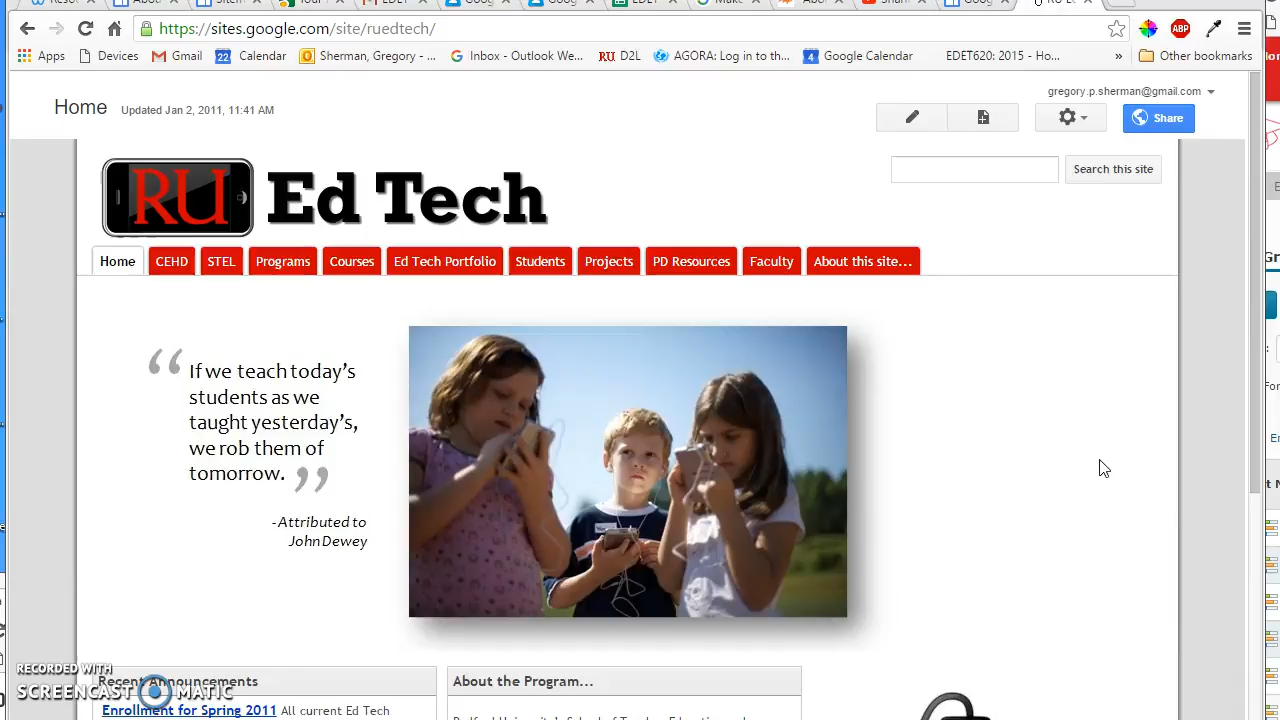 https://sites.google.com/site/ruedtech/
Apps Devices Gmail 22 Calendar Sherman, Gregory - ... Inbox - Outlook We... RU D2L AGORA: Log in to th... 4 Google Calendar EDET620: 2015 - Ho... » Other bookmarks
ABP
gregory.p.sherman@gmail.com
Home Updated Jan 2, 2011, 11:41 AM
Share
RU Ed Tech
Search this site
Home CEHD STEL Programs Courses Ed Tech Portfolio Students Projects PD Resources Faculty About this site...
“ If we teach today’s
students as we
taught yesterday’s,
we rob them of
tomorrow. ”
-Attributed to
John Dewey
RECORDED WITH
SCREENCAST MATIC
Recent Announcements
About the Program...
Enrollment for Spring 2011 All current Ed Tech